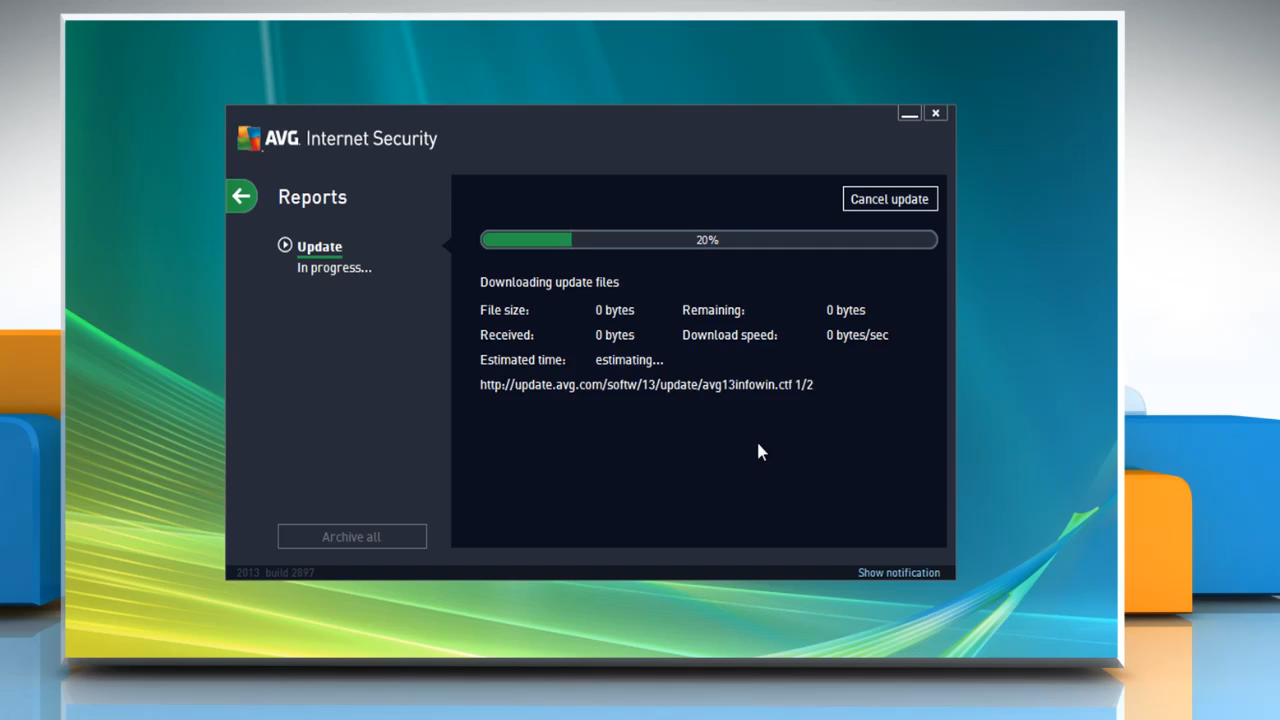 AVG. Internet Security
Reports
Cancel update
Update
20%
In progress...
Downloading update files
File size: 0 bytes Remaining: 0 bytes
Received: 0 bytes Download speed: 0 bytes/sec
Estimated time: estimating...
http://update.avg.com/softw/13/update/avg13infowin.ctf 1/2
Archive all
2013 build 2897
Show notification